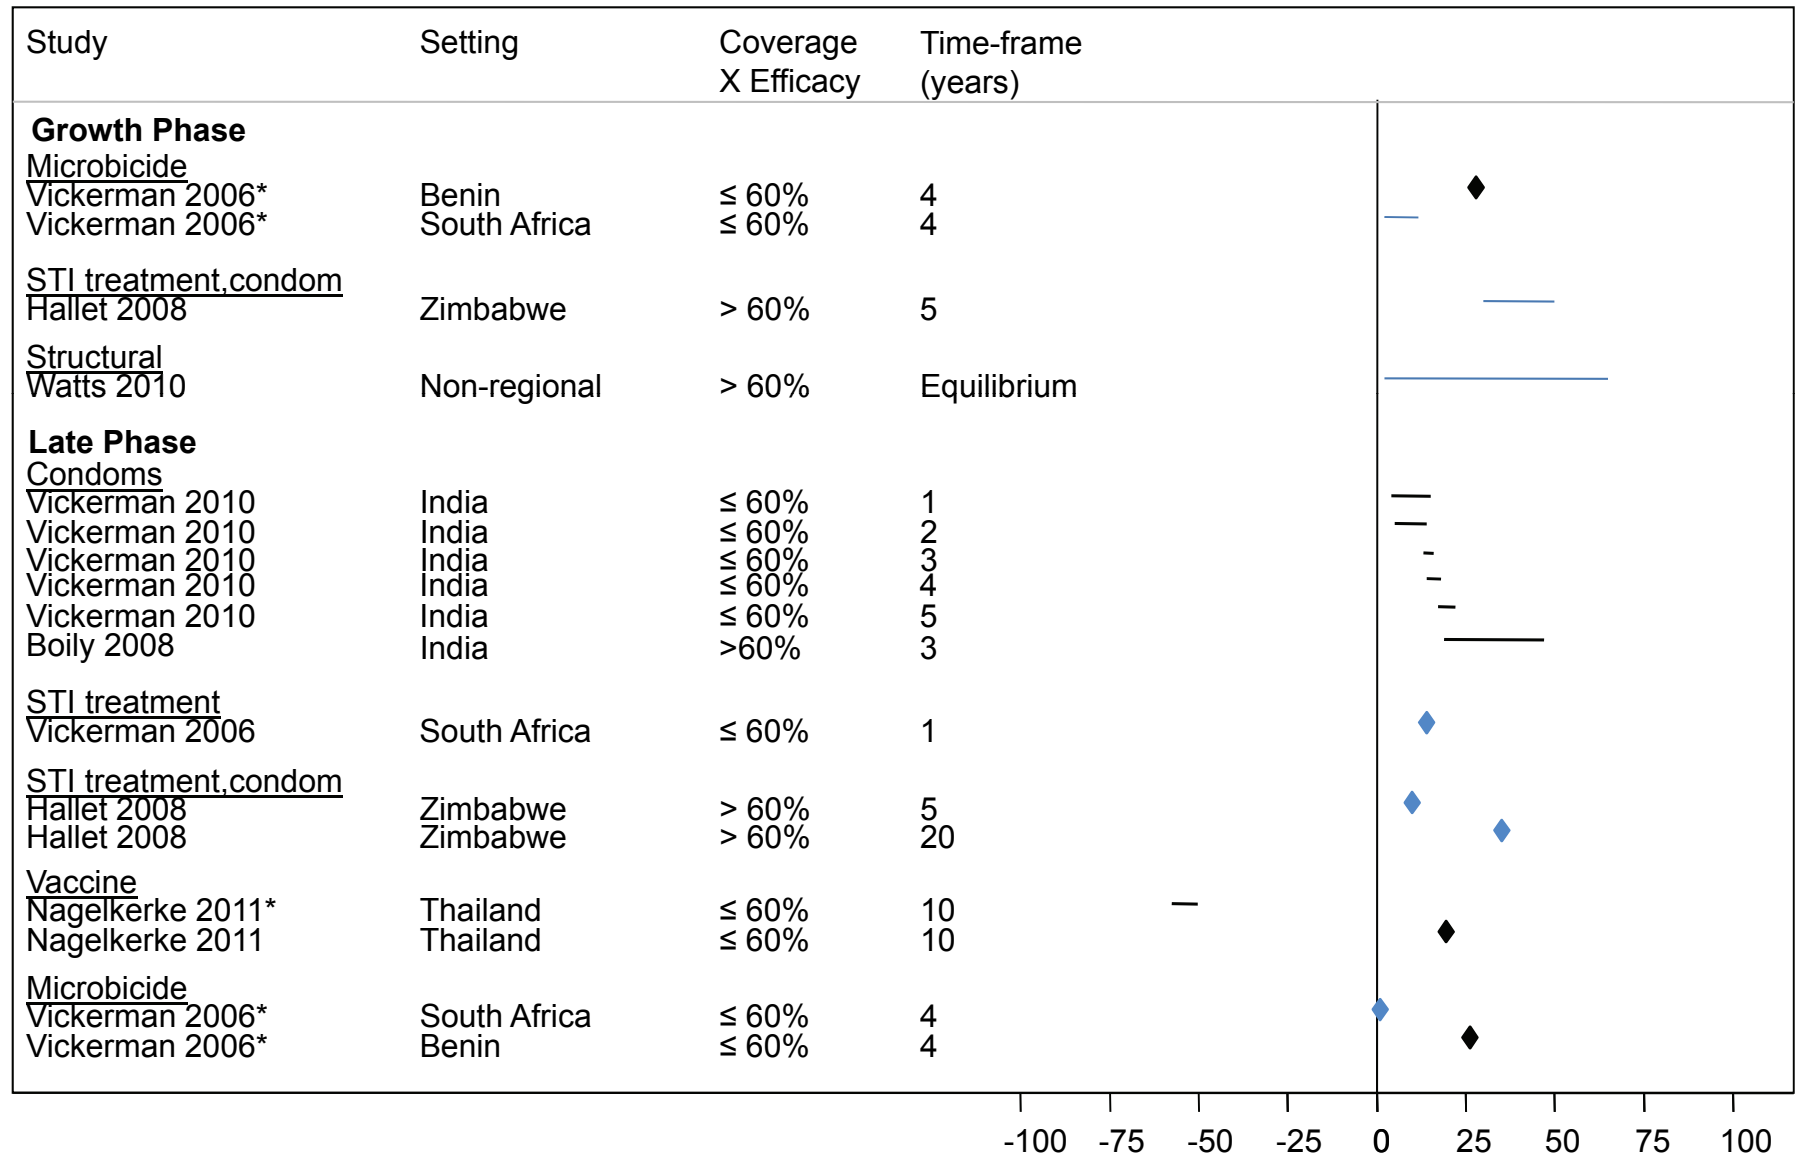 Study Setting Coverage X Efficacy Time-frame (years)
Growth Phase
Microbicide
Vickerman 2006* Benin ≤ 60% 4
Vickerman 2006* South Africa ≤ 60% 4
STI treatment,condom
Hallet 2008 Zimbabwe > 60% 5
Structural
Watts 2010 Non-regional > 60% Equilibrium
Late Phase
Condoms
Vickerman 2010 India ≤ 60% 1
Vickerman 2010 India ≤ 60% 2
Vickerman 2010 India ≤ 60% 3
Vickerman 2010 India ≤ 60% 4
Vickerman 2010 India ≤ 60% 5
Boily 2008 India >60% 3
STI treatment
Vickerman 2006 South Africa ≤ 60% 1
STI treatment,condom
Hallet 2008 Zimbabwe > 60% 5
Hallet 2008 Zimbabwe > 60% 20
Vaccine
Nagelkerke 2011* Thailand ≤ 60% 10
Nagelkerke 2011 Thailand ≤ 60% 10
Microbicide
Vickerman 2006* South Africa ≤ 60% 4
Vickerman 2006* Benin ≤ 60% 4
-100 -75 -50 -25 0 25 50 75 100